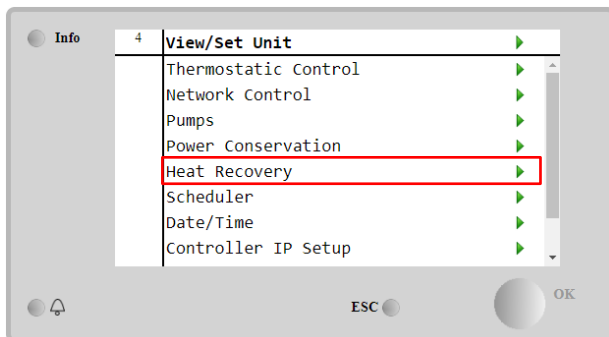 Info
4 View/Set Unit
Thermostatic Control
Network Control
Pumps
Power Conservation
Heat Recovery
Scheduler
Date/Time
Controller IP Setup
ESC OK